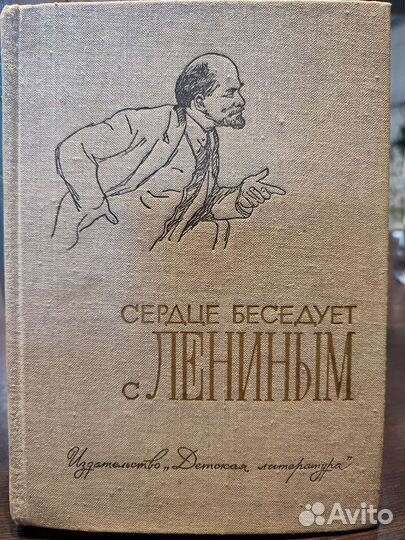 СЕРДЦЕ БЕСЕДУЕТ
С ЛЕНИНЫМ
Издательство „Детская литература"
Avito